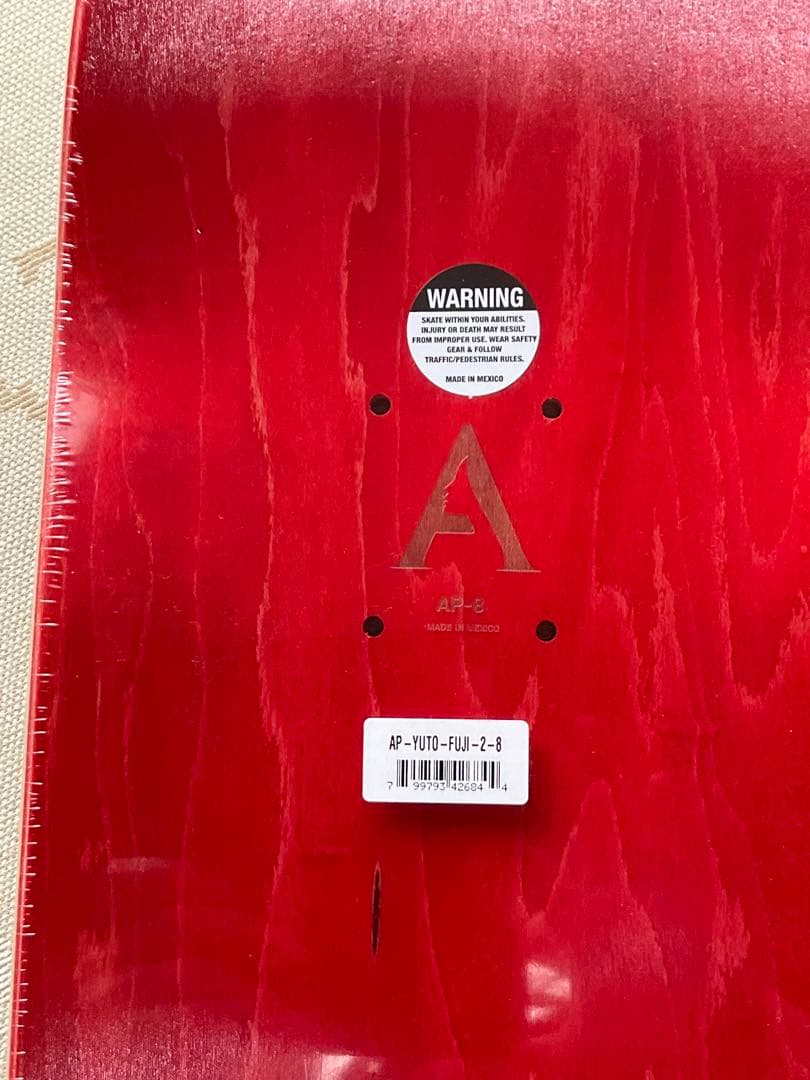 WARNING
SKATE WITHIN YOUR ABILITIES.
INJURY OR DEATH MAY RESULT
FROM IMPROPER USE. WEAR SAFETY
GEAR & FOLLOW
TRAFFIC/PEDESTRIAN RULES.
MADE IN MEXICO
A
AP-8
MADE IN MEXICO
AP-YUTO-FUJI-2-8
7 99793 42684 4